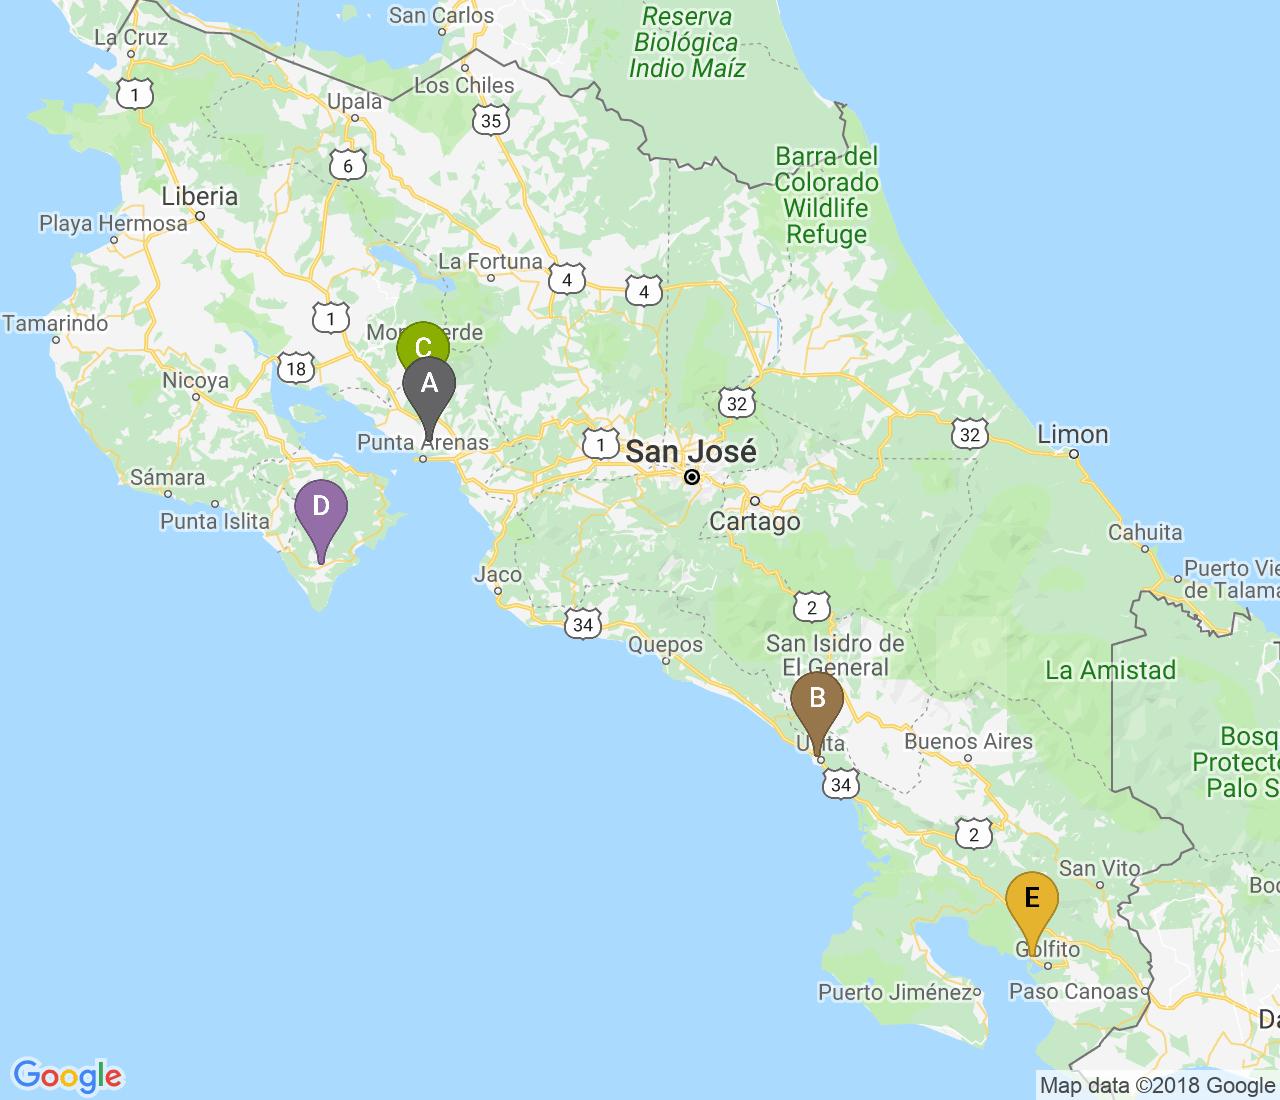 San Carlos
Reserva
Biológica
Indio Maíz
La Cruz
Los Chiles
1
Upala
35
6
Barra del
Colorado
Wildlife
Refuge
Liberia
Playa Hermosa
La Fortuna
4
4
1
Tamarindo
C
18
Nicoya
A
32
32
Limon
Punta Arenas
1
San José
Sámara
D
Punta Islita
Cartago
Cahuita
Jaco
Puerto Vie
de Talama
2
34
Quepos
San Isidro de
El General
La Amistad
B
Buenos Aires
Bosq
Protecto
Palo S
34
2
San Vito
Boc
E
Golfito
Puerto Jiménez
Paso Canoas
Da
Google
Map data ©2018 Google